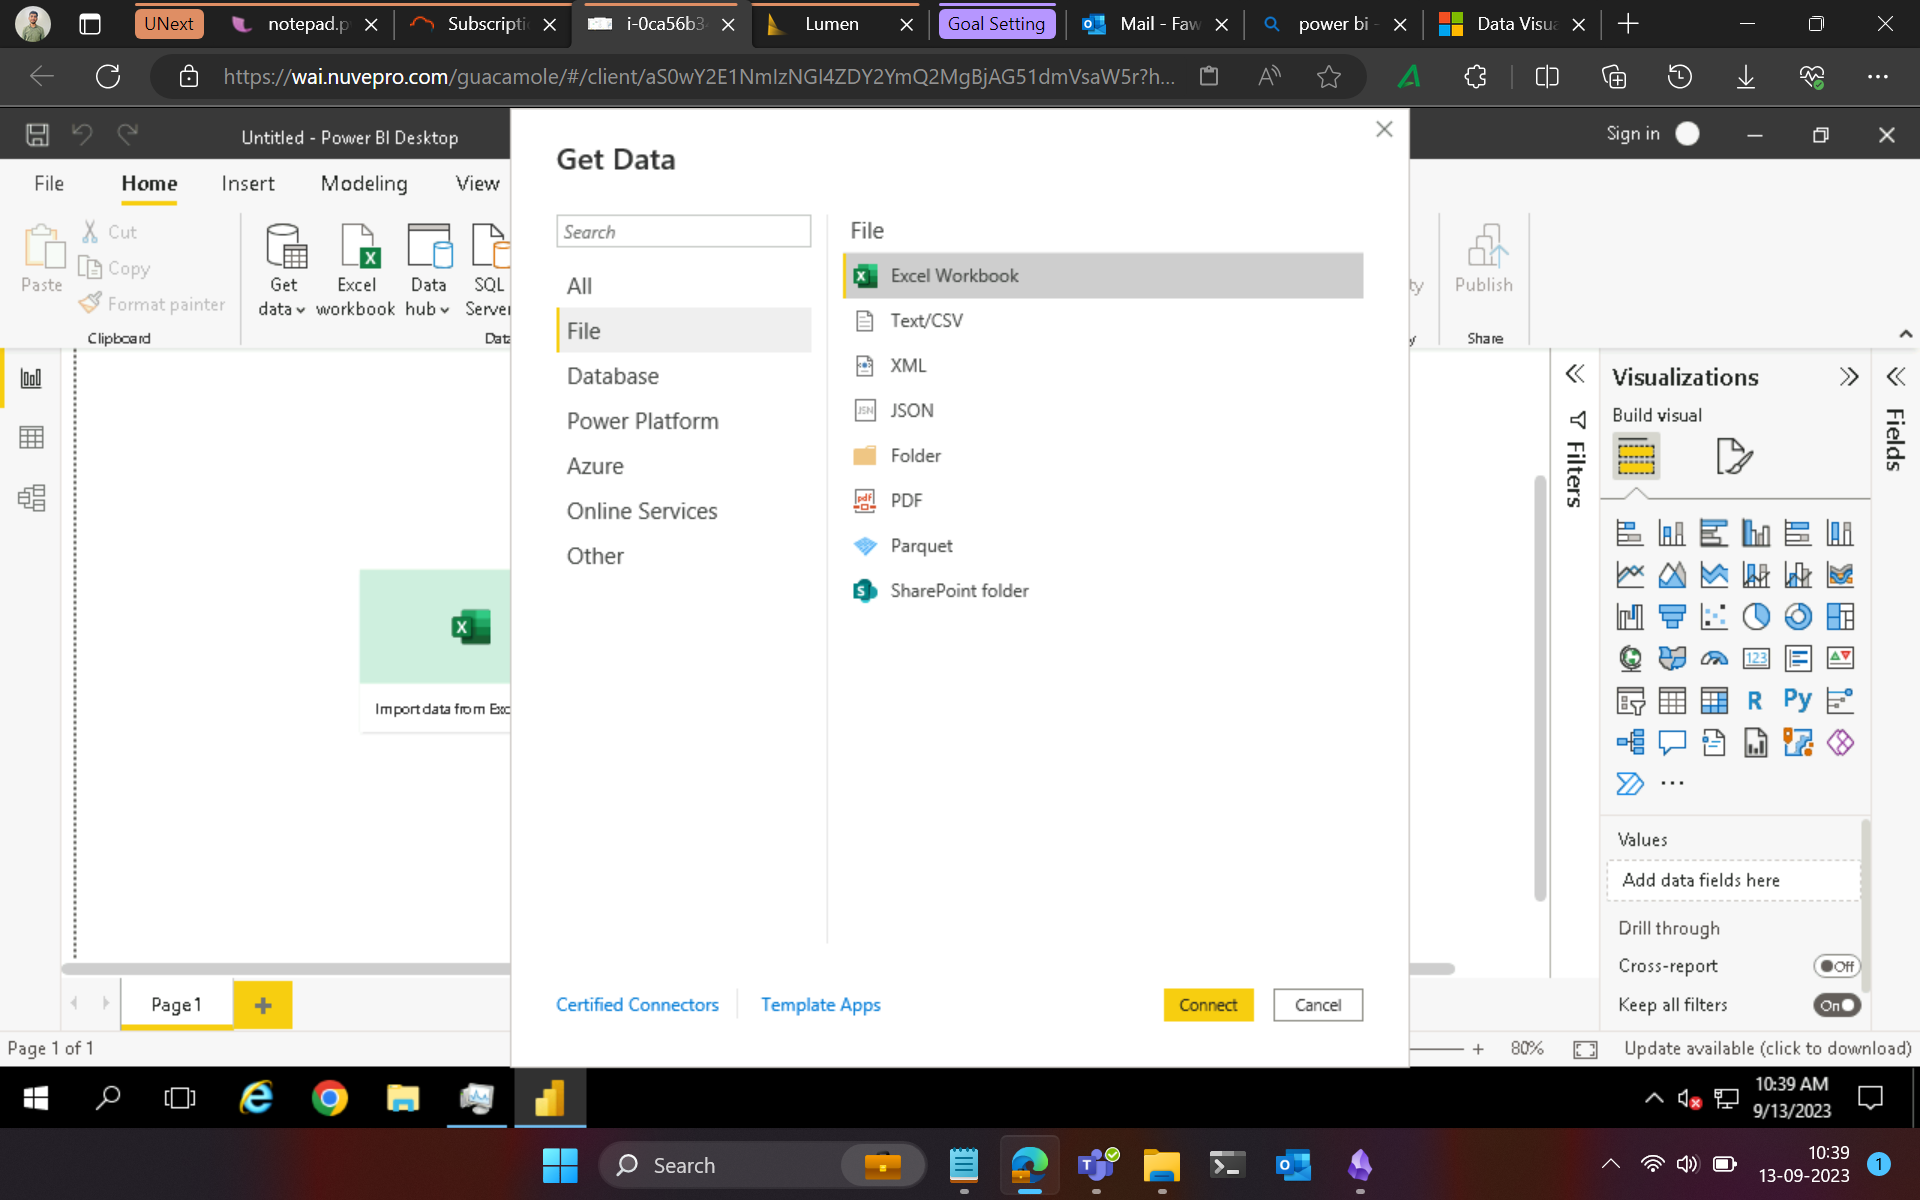 UNext
notepad.p
Subscripti
i-0ca56b3
Lumen
Goal Setting
Mail - Faw
power bi -
Data Visua
https://wai.nuvepro.com/guacamole/#/client/aS0wY2E1NmIzNGI4ZDY2YmQ2MgBjAG51dmVsaW5r?h...
Untitled - Power BI Desktop
Sign in
File
Home
Insert
Modeling
View
Paste
Cut
Copy
Format painter
Clipboard
Get data
Excel workbook
Data hub
SQL Server
Dat
ty
y
Publish
Share
Get Data
Search
All
File
Database
Power Platform
Azure
Online Services
Other
File
Excel Workbook
Text/CSV
XML
JSON
Folder
PDF
Parquet
SharePoint folder
Certified Connectors
Template Apps
Connect
Cancel
Import data from Exc
Filters
Visualizations
Build visual
Fields
123
R
Py
Values
Add data fields here
Drill through
Cross-report
Off
Keep all filters
On
Page 1
Page 1 of 1
80%
Update available (click to download)
10:39 AM
9/13/2023
Search
10:39
13-09-2023
1